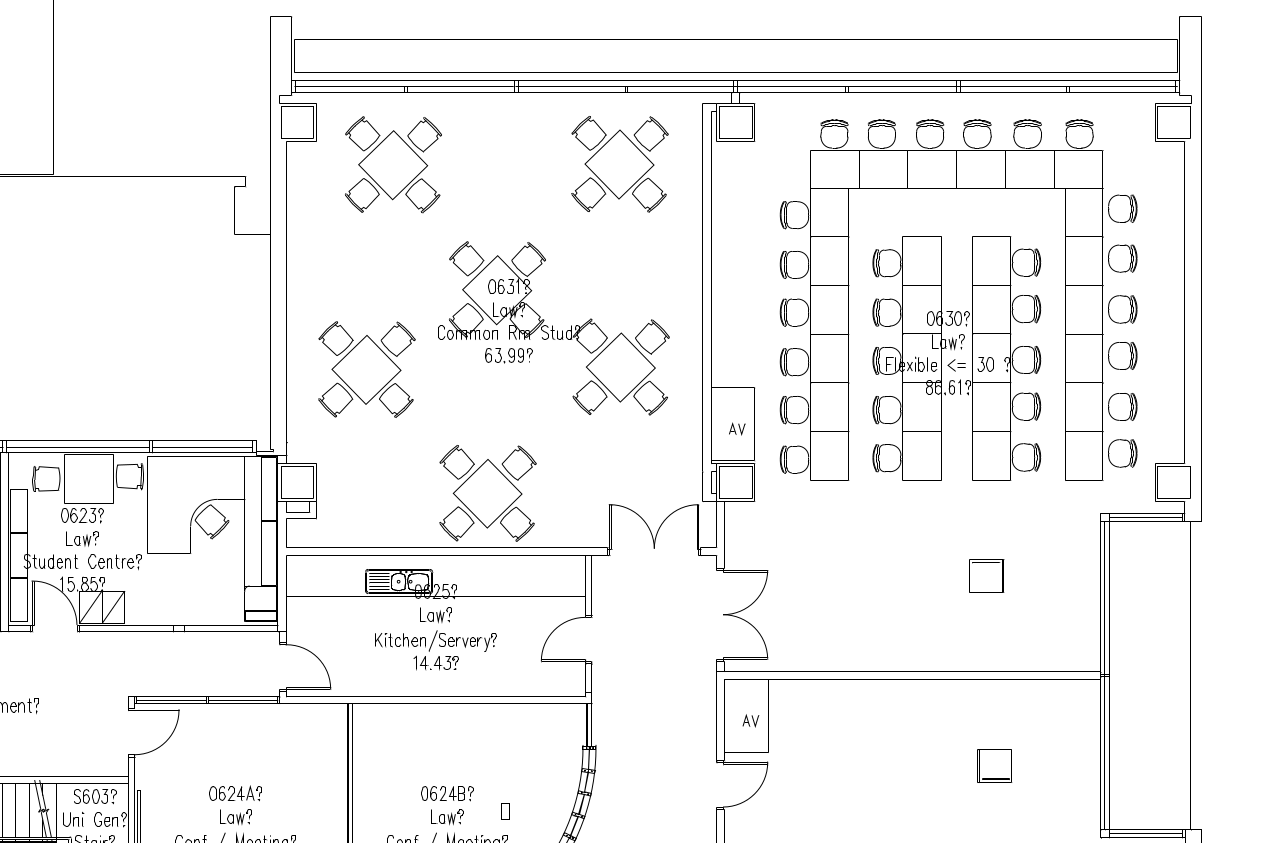 0631?
Law?
Common Rm Stud?
63,99?
0630?
Law?
Flexible <= 30 ?
86.61?
AV
0623?
Law?
Student Centre?
15,85?
0625?
Law?
Kitchen/Servery?
14.43?
ment?
AV
S603?
Uni Gen?
Stair?
0624A?
Law?
Conf. / Meeting?
0624B?
Law?
Conf. / Meeting?